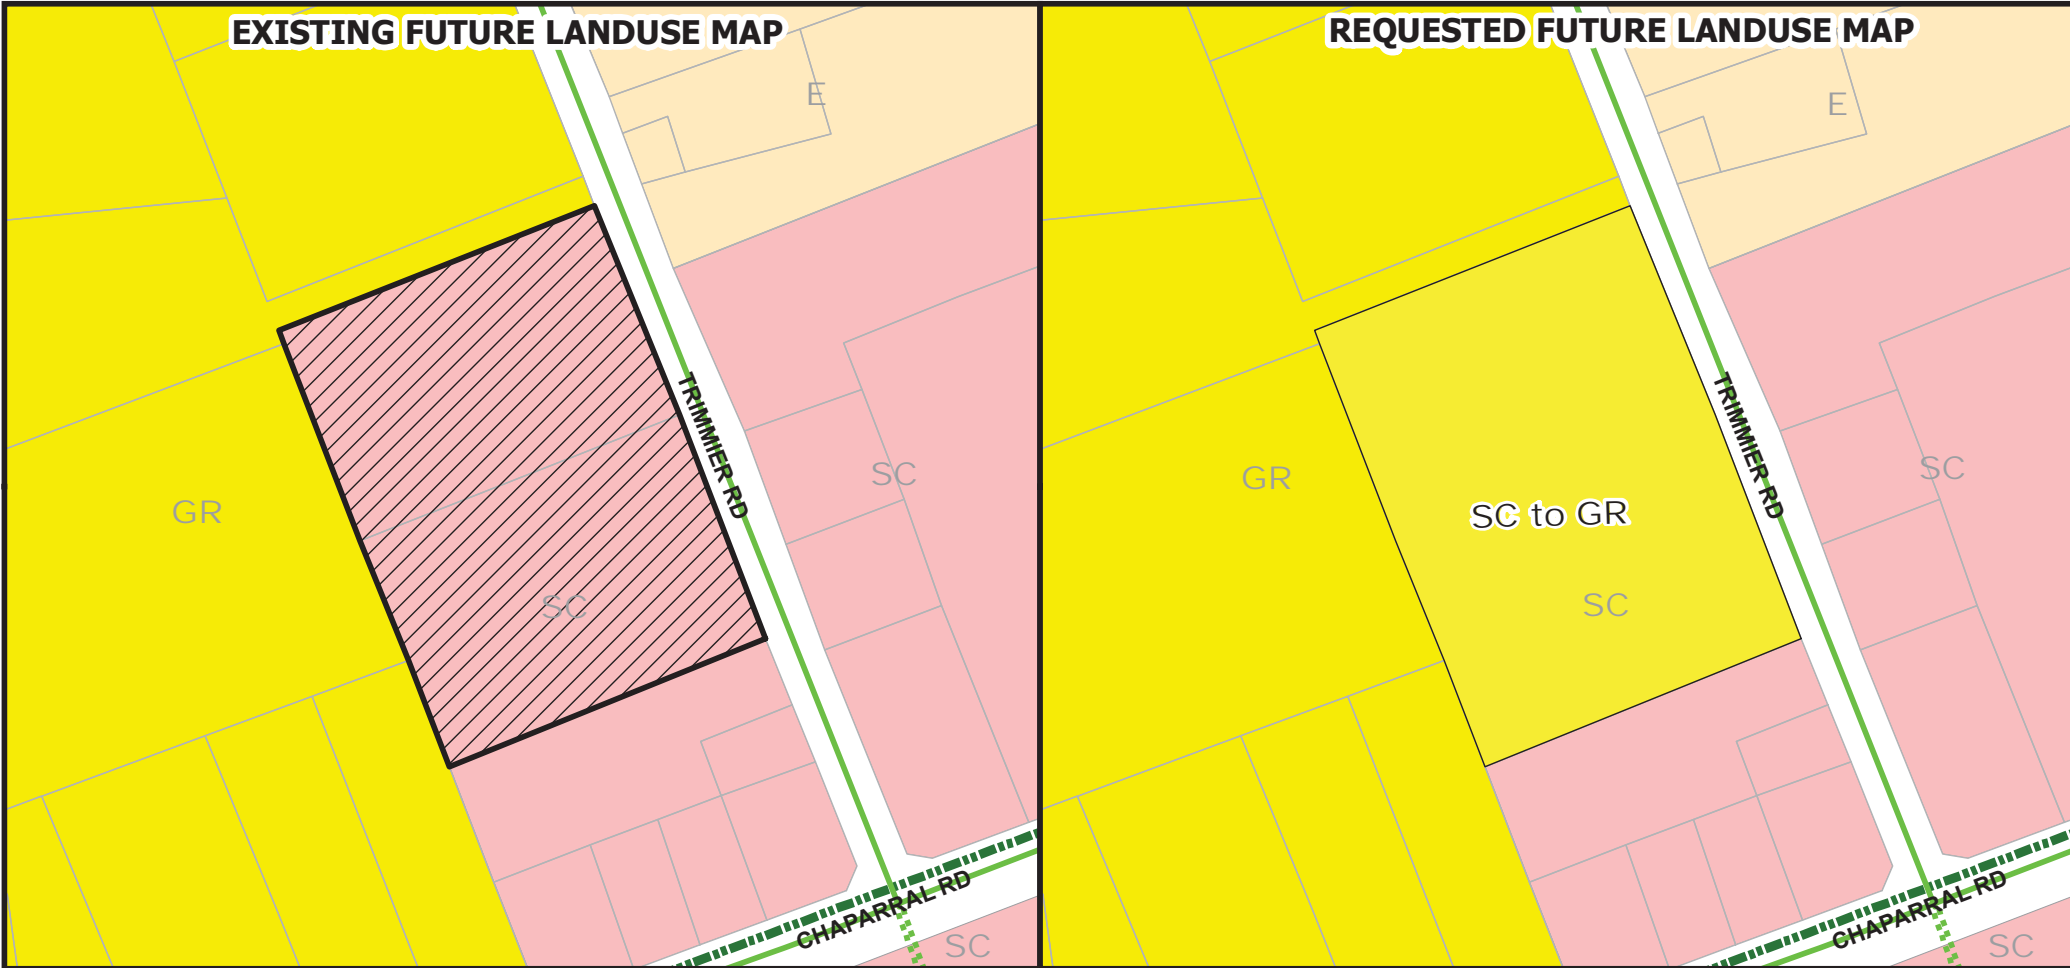 EXISTING FUTURE LANDUSE MAP
E
TRIMMIER RD
SC
GR
SC
CHAPARRAL RD
SC
REQUESTED FUTURE LANDUSE MAP
E
TRIMMIER RD
SC
GR
SC to GR
SC
CHAPARRAL RD
SC